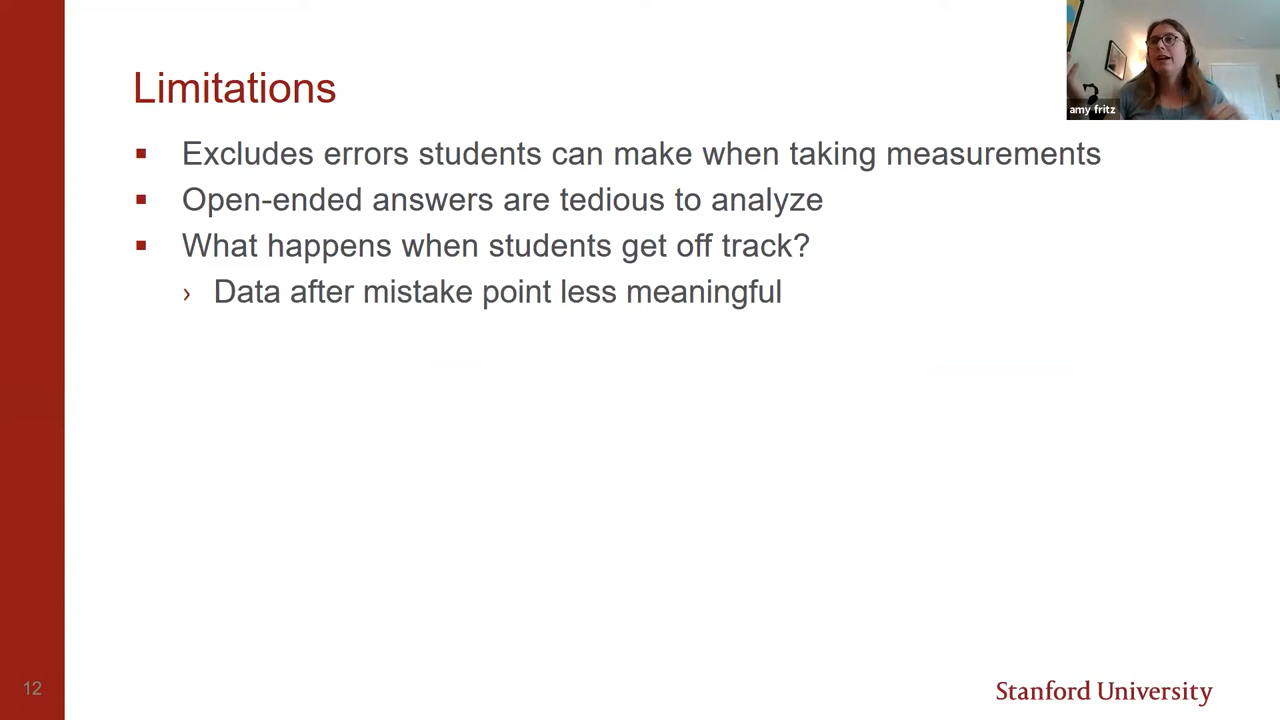 Limitations
Excludes errors students can make when taking measurements
Open-ended answers are tedious to analyze
What happens when students get off track?
› Data after mistake point less meaningful
amy fritz
12
Stanford University